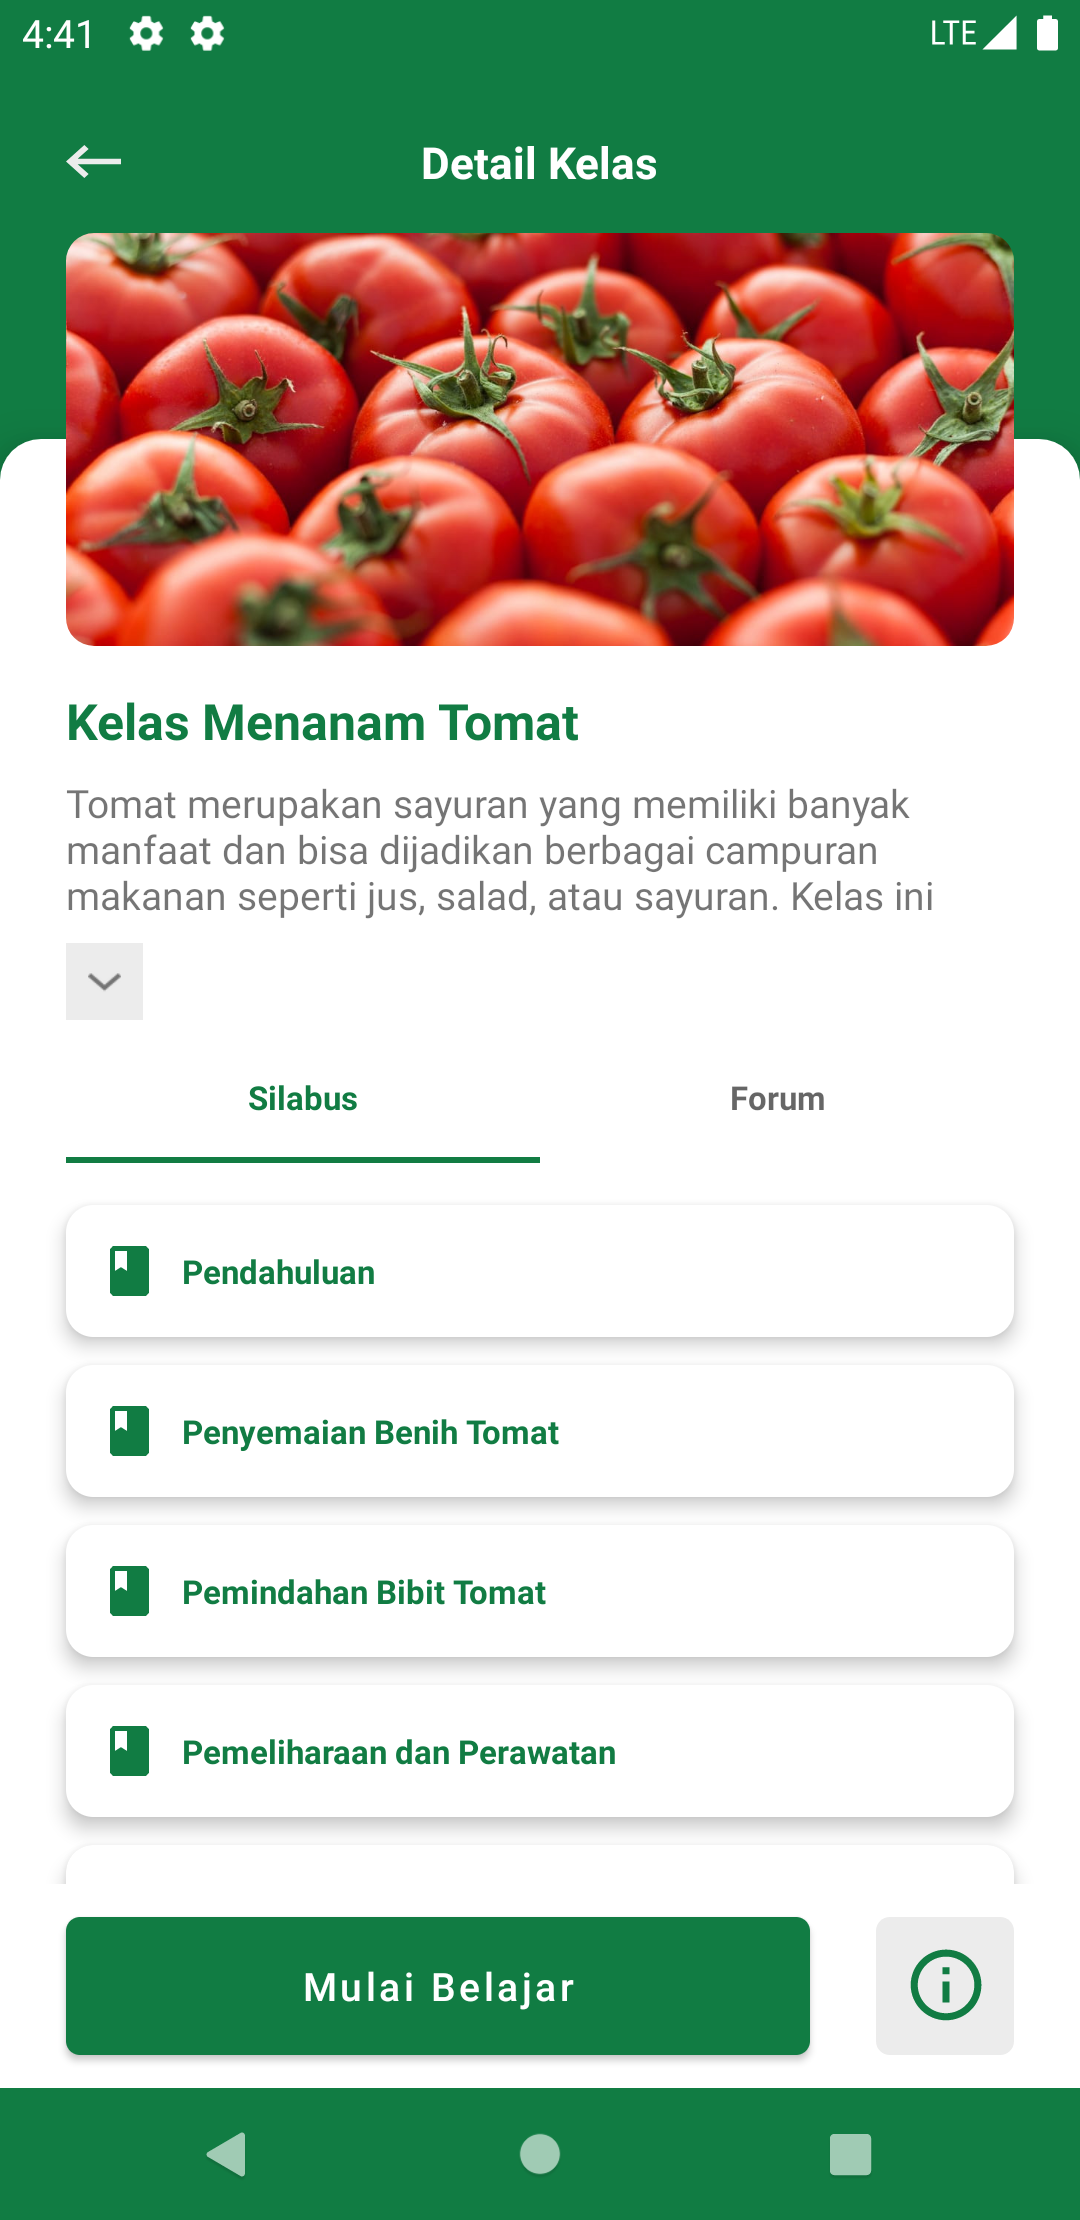 4:41
LTE
Detail Kelas
Kelas Menanam Tomat
Tomat merupakan sayuran yang memiliki banyak
manfaat dan bisa dijadikan berbagai campuran
makanan seperti jus, salad, atau sayuran. Kelas ini
Silabus
Forum
Pendahuluan
Penyemaian Benih Tomat
Pemindahan Bibit Tomat
Pemeliharaan dan Perawatan
Mulai Belajar